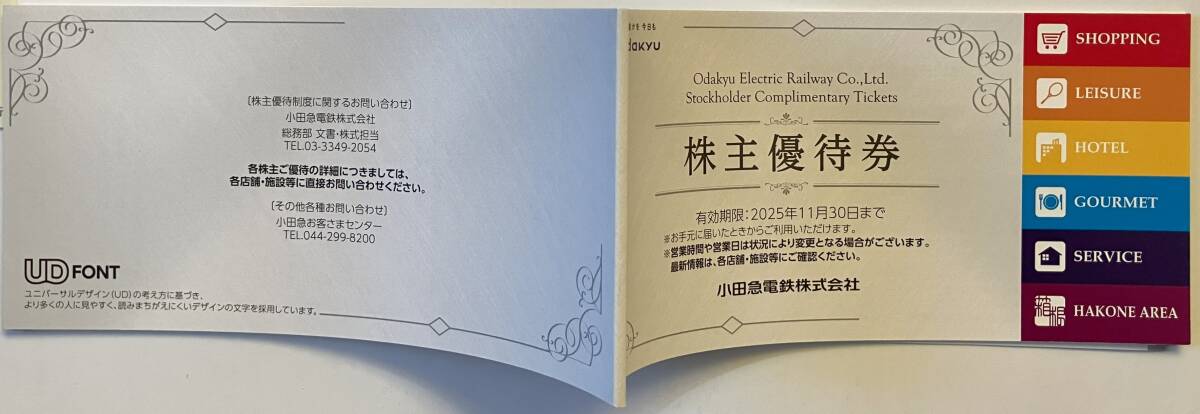 [株主優待制度に関するお問い合わせ]
小田急電鉄株式会社
総務部 文書・株式担当
TEL.03-3349-2054
各株主ご優待の詳細につきましては、
各店舗・施設等に直接お問い合わせください。
[その他各種お問い合わせ]
小田急お客さまセンター
TEL.044-299-8200
UD FONT
ユニバーサルデザイン(UD)の考え方に基づき、
より多くの人に見やすく、読みまちがえにくいデザインの文字を採用しています。
を 今日も
dakyu
Odakyu Electric Railway Co.,Ltd.
Stockholder Complimentary Tickets
株主優待券
有効期限:2025年11月30日まで
※お手元に届いたときからご利用いただけます。
※営業時間や営業日は状況により変更となる場合がございます。
最新情報は、各店舗・施設等にご確認ください。
小田急電鉄株式会社
SHOPPING
LEISURE
HOTEL
GOURMET
SERVICE
箱根
HAKONE AREA